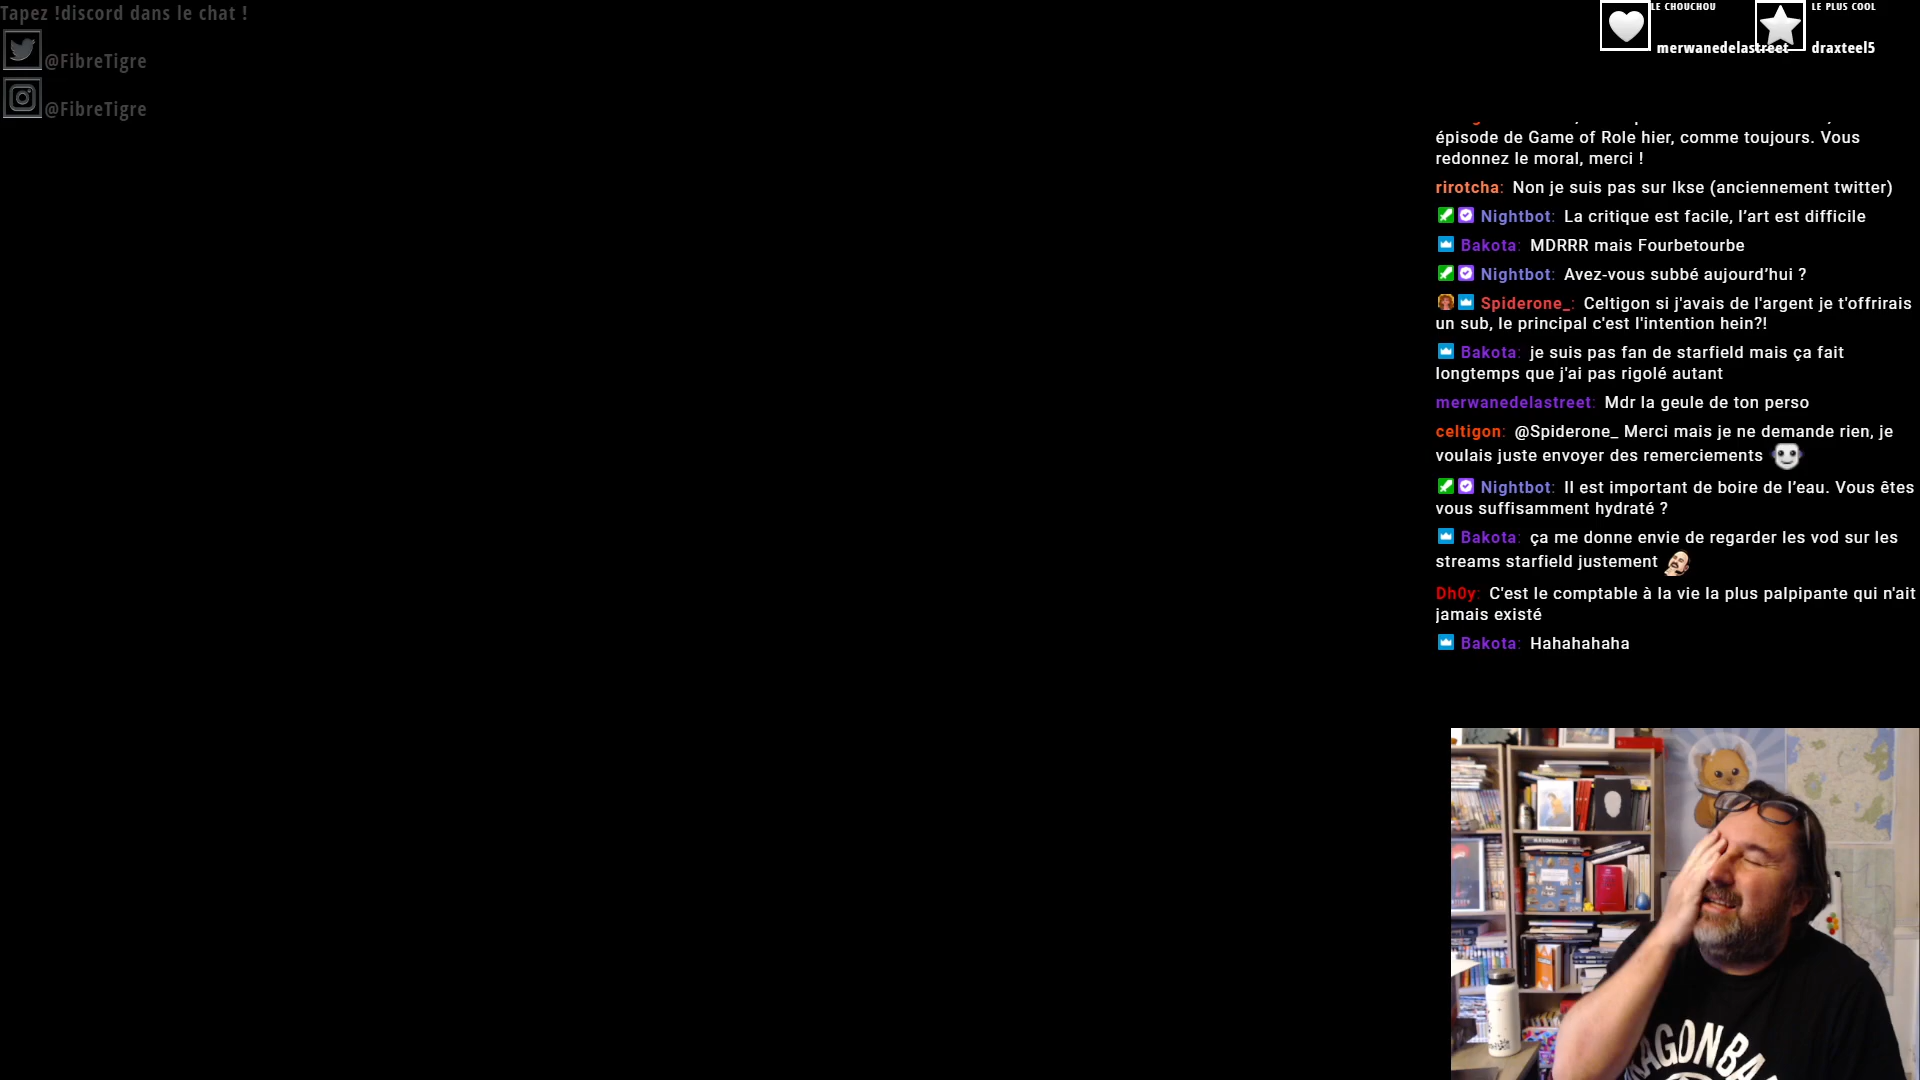 Tapez !discord dans le chat !
@FibreTigre
@FibreTigre
LE CHOUCHOU
merwanedelastreet
LE PLUS COOL
draxteel5
épisode de Game of Role hier, comme toujours. Vous
redonnez le moral, merci !
rirotcha: Non je suis pas sur Ikse (anciennement twitter)
Nightbot: La critique est facile, l’art est difficile
Bakota: MDRRR mais Fourbetourbe
Nightbot: Avez-vous subbé aujourd’hui ?
Spiderone_: Celtigon si j'avais de l'argent je t'offrirais
un sub, le principal c'est l'intention hein?!
Bakota: je suis pas fan de starfield mais ça fait
longtemps que j'ai pas rigolé autant
merwanedelastreet: Mdr la geule de ton perso
celtigon: @Spiderone_ Merci mais je ne demande rien, je
voulais juste envoyer des remerciements
Nightbot: Il est important de boire de l’eau. Vous êtes
vous suffisamment hydraté ?
Bakota: ça me donne envie de regarder les vod sur les
streams starfield justement
Dh0y: C'est le comptable à la vie la plus palpipante qui n'ait
jamais existé
Bakota: Hahahahaha